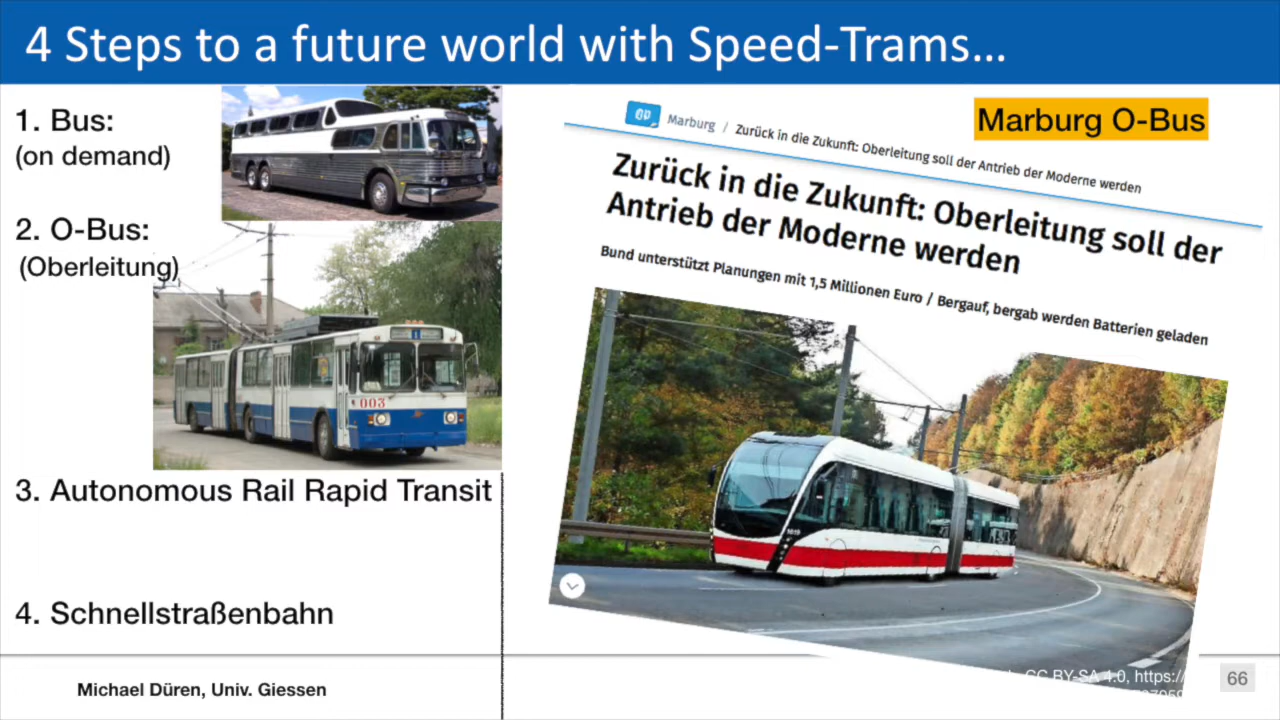 4 Steps to a future world with Speed-Trams...
1. Bus:
(on demand)
2. O-Bus:
(Oberleitung)
003
3. Autonomous Rail Rapid Transit
4. Schnellstraßenbahn
Marburg O-Bus
Marburg / Zurück in die Zukunft: Oberleitung soll der Antrieb der Moderne werden
Zurück in die Zukunft: Oberleitung soll der
Antrieb der Moderne werden
Bund unterstützt Planungen mit 1,5 Millionen Euro / Bergauf, bergab werden Batterien geladen
CC BY-SA 4.0, https:/
Michael Düren, Univ. Giessen
66